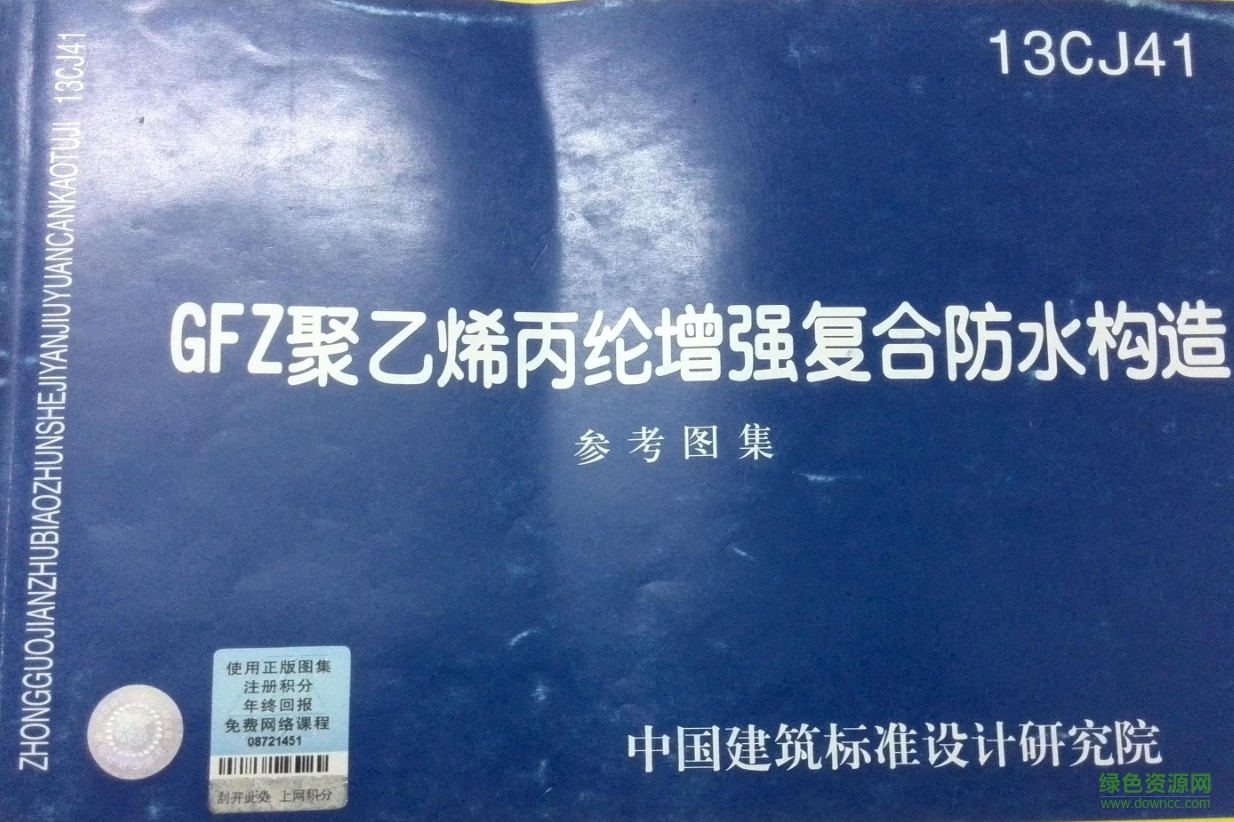 13CJ41
ZHONGGUOJIANZHUBIAOZHUNSHEJIYANJIUYUANCANKAOTUJI 13CJ41
GFZ聚乙烯丙纶增强复合防水构造
参考图集
使用正版图集
注册积分
年终回报
免费网络课程
08721451
刮开此处 上网积分
中国建筑标准设计研究院
绿色资源网
www.downcc.com